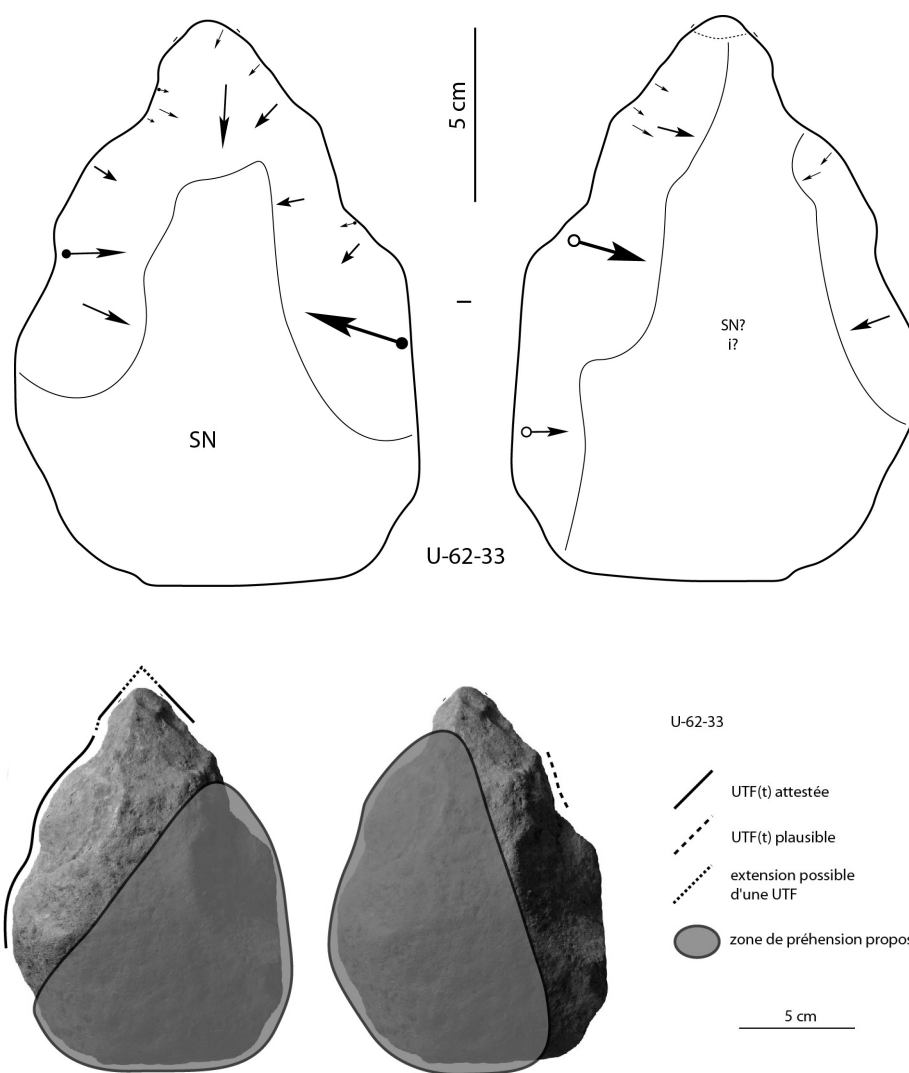 5 cm
SN
SN?
i?
U-62-33
U-62-33
UTF(t) attestée
UTF(t) plausible
extension possible
d'une UTF
zone de préhension propos
5 cm